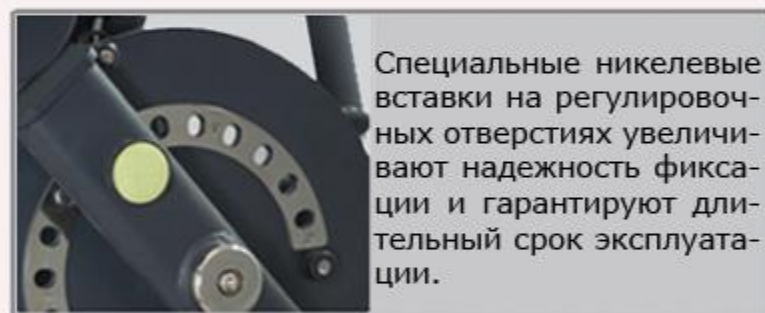 Специальные никелевые
вставки на регулировоч-
ных отверстиях увеличи-
вают надежность фикса-
ции и гарантируют дли-
тельный срок эксплуата-
ции.